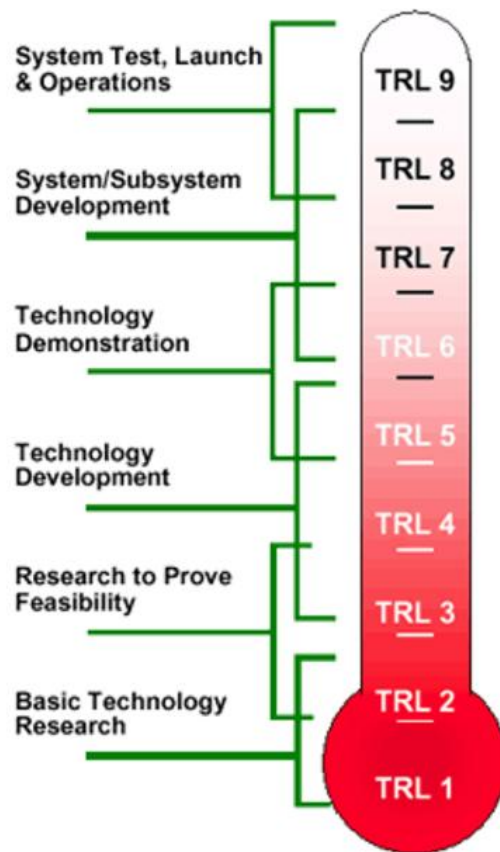 System Test, Launch
& Operations
System/Subsystem
Development
Technology
Demonstration
Technology
Development
Research to Prove
Feasibility
Basic Technology
Research
TRL 9
TRL 8
TRL 7
TRL 6
TRL 5
TRL 4
TRL 3
TRL 2
TRL 1